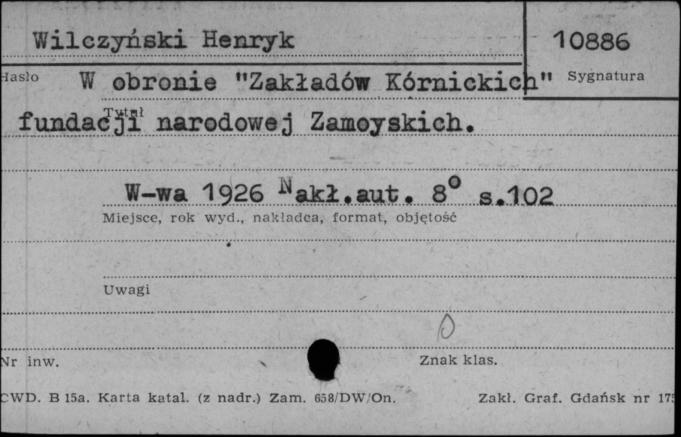 Wilczyński Henryk
10886
Hasło
W obronie "Zakładów Kórnickich"
Sygnatura
Tytuł
fundacji narodowej Zamoyskich.
W-wa 1926 Nakł.aut. 8° s.102
Miejsce, rok wyd., nakładca, format, objętość
Uwagi
Nr inw.
Znak klas.
CWD. B 15a. Karta katal. (z nadr.) Zam. 658/DW/On.
Zakł. Graf. Gdańsk nr 175